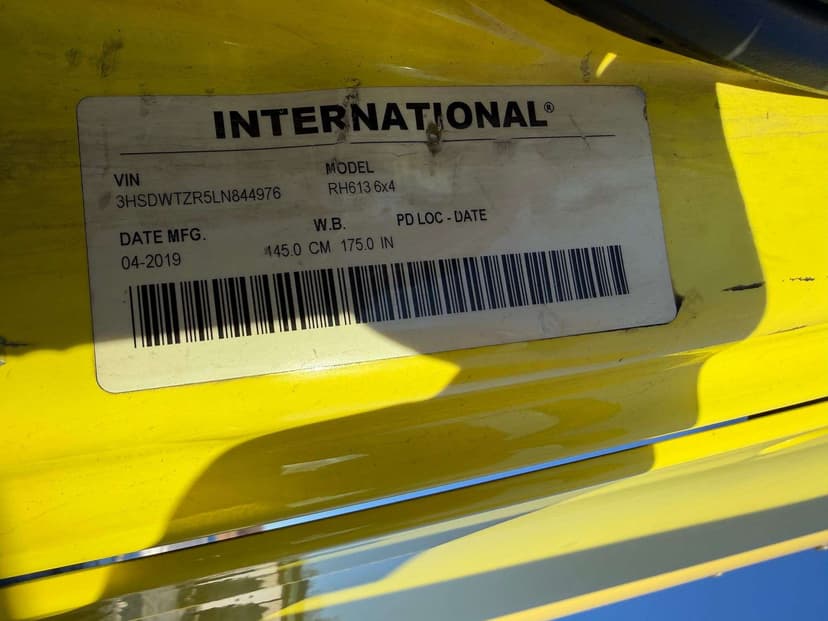 INTERNATIONAL®
VIN MODEL
3HSDWTZR5LN844976 RH613 6x4
DATE MFG. W.B. PD LOC - DATE
04-2019 445.0 CM 175.0 IN